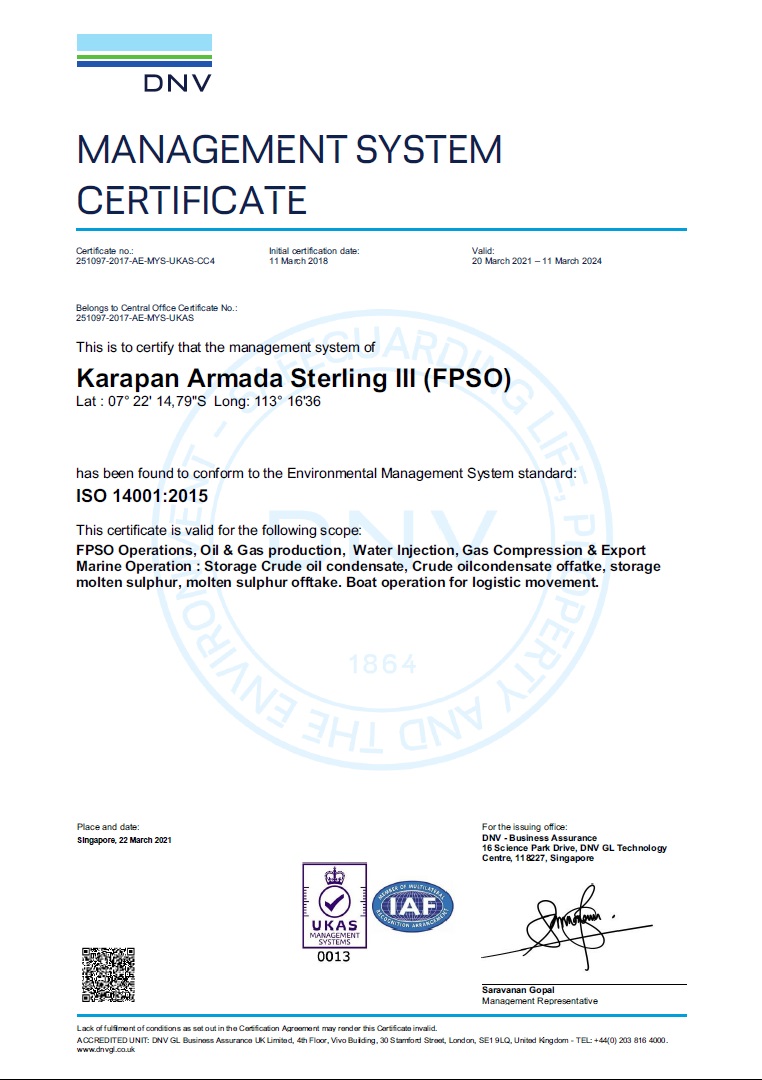 DNV
MANAGEMENT SYSTEM
CERTIFICATE
Certificate no.:
251097-2017-AE-MYS-UKAS-CC4
Initial certification date:
11 March 2018
Valid:
20 March 2021 – 11 March 2024
Belongs to Central Office Certificate No.:
251097-2017-AE-MYS-UKAS
This is to certify that the management system of
Karapan Armada Sterling III (FPSO)
Lat : 07° 22' 14,79"S  Long: 113° 16'36
has been found to conform to the Environmental Management System standard:
ISO 14001:2015
This certificate is valid for the following scope:
FPSO Operations, Oil & Gas production,  Water Injection, Gas Compression & Export
Marine Operation : Storage Crude oil condensate, Crude oilcondensate offatke, storage
molten sulphur, molten sulphur offtake. Boat operation for logistic movement.
SAFEGUARDING LIFE, PROPERTY AND THE ENVIRONMENT –
DNV
1864
Place and date:
Singapore, 22 March 2021
For the issuing office:
DNV - Business Assurance
16 Science Park Drive, DNV GL Technology
Centre, 118227, Singapore
UKAS
MANAGEMENT
SYSTEMS
0013
MEMBER OF MULTILATERAL
IAF
RECOGNITION ARRANGEMENT
Saravanan Gopal
Management Representative
Lack of fulfilment of conditions as set out in the Certification Agreement may render this Certificate invalid.
ACCREDITED UNIT: DNV GL Business Assurance UK Limited, 4th Floor, Vivo Building, 30 Stamford Street, London, SE1 9LQ, United Kingdom - TEL: +44(0) 203 816 4000.
www.dnvgl.co.uk